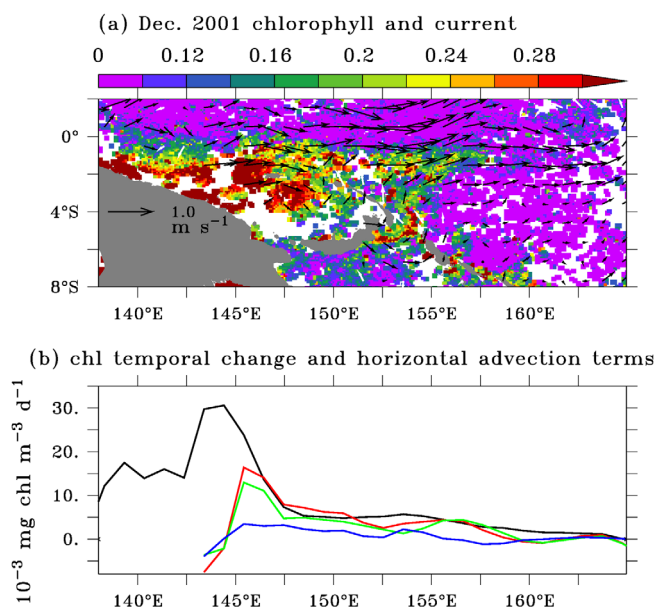 (a) Dec. 2001 chlorophyll and current
0 0.12 0.16 0.2 0.24 0.28
0°
4°S
8°S
1.0
m s⁻¹
140°E 145°E 150°E 155°E 160°E
(b) chl temporal change and horizontal advection terms
10⁻³ mg chl m⁻³ d⁻¹
30.
20.
10.
0.
140°E 145°E 150°E 155°E 160°E